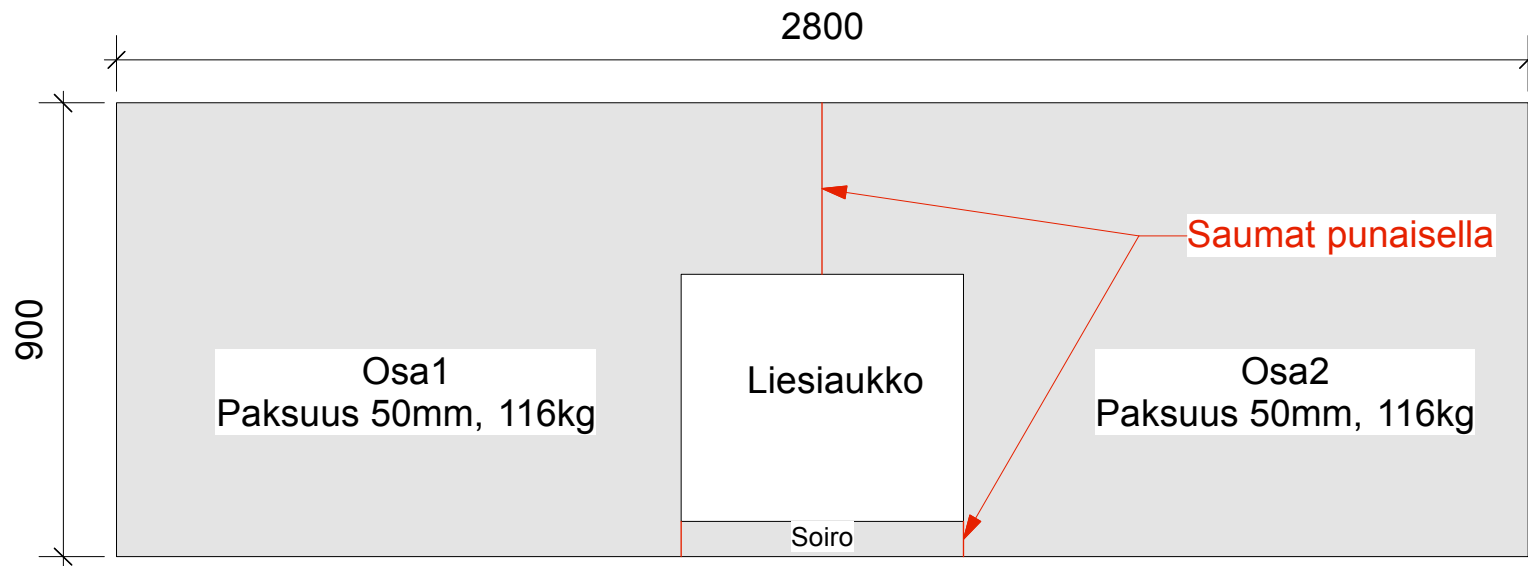 2800
Saumat punaisella
900
Osa1
Paksuus 50mm, 116kg
Liesiaukko
Osa2
Paksuus 50mm, 116kg
Soiro